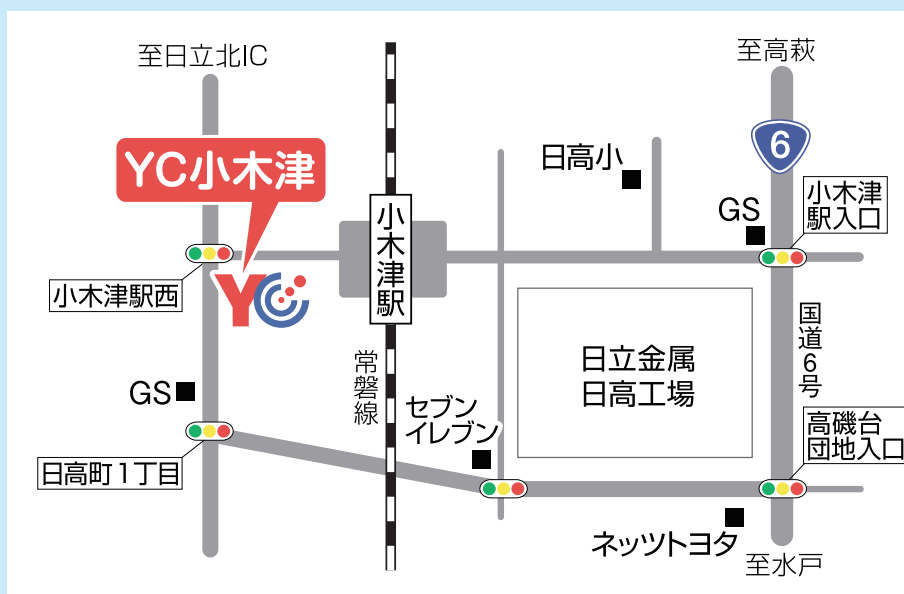 至日立北IC
至高萩
6
YC小木津
日高小
小木津
駅入口
GS
小木津駅
小木津駅西
YC
国道6号
日立金属
日高工場
常磐線
GS
セブン
イレブン
高磯台
団地入口
日高町1丁目
ネッツトヨタ
至水戸